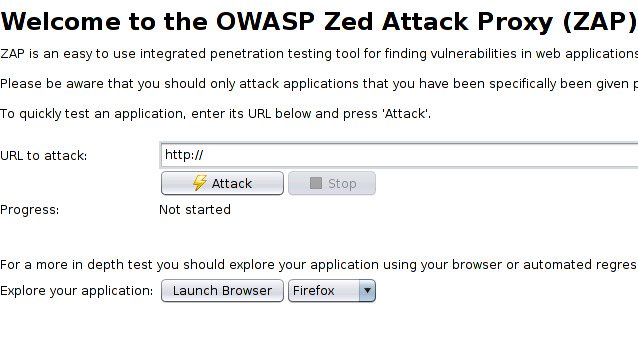 Welcome to the OWASP Zed Attack Proxy (ZAP)
ZAP is an easy to use integrated penetration testing tool for finding vulnerabilities in web applications
Please be aware that you should only attack applications that you have been specifically been given
To quickly test an application, enter its URL below and press 'Attack'.
URL to attack: http://
Attack Stop
Progress: Not started
For a more in depth test you should explore your application using your browser or automated
Explore your application: Launch Browser Firefox